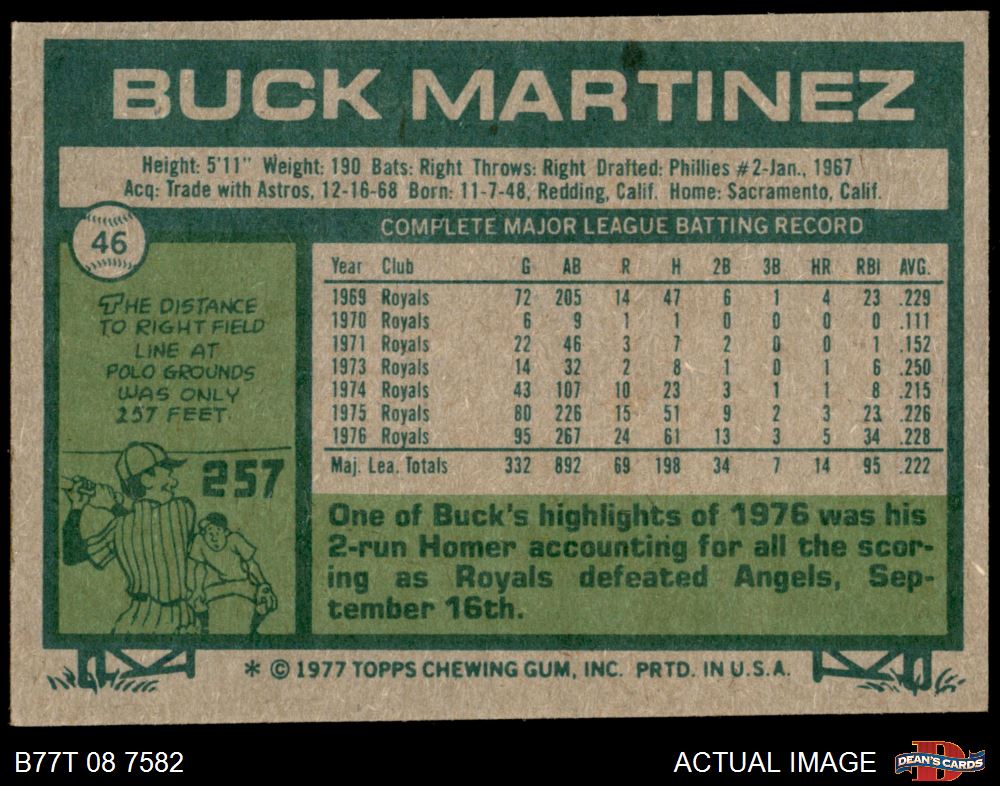 BUCK MARTINEZ
Height: 5'11" Weight: 190 Bats: Right Throws: Right Drafted: Phillies #2-Jan., 1967
Acq: Trade with Astros, 12-16-68 Born: 11-7-48, Redding, Calif. Home: Sacramento, Calif.
46
THE DISTANCE
TO RIGHT FIELD
LINE AT
POLO GROUNDS
WAS ONLY
257 FEET.
257
COMPLETE MAJOR LEAGUE BATTING RECORD
Year Club G AB R H 2B 3B HR RBI AVG.
1969 Royals 72 205 14 47 6 1 4 23 .229
1970 Royals 6 9 1 1 0 0 0 0 .111
1971 Royals 22 46 3 7 2 0 0 1 .152
1973 Royals 14 32 2 8 1 0 1 6 .250
1974 Royals 43 107 10 23 3 1 1 8 .215
1975 Royals 80 226 15 51 9 2 3 23 .226
1976 Royals 95 267 24 61 13 3 5 34 .228
Maj. Lea. Totals 332 892 69 198 34 7 14 95 .222
One of Buck's highlights of 1976 was his
2-run Homer accounting for all the scor-
ing as Royals defeated Angels, Sep-
tember 16th.
* © 1977 TOPPS CHEWING GUM, INC. PRTD. IN U.S.A.
B77T 08 7582
ACTUAL IMAGE
D
DEAN'S CARDS